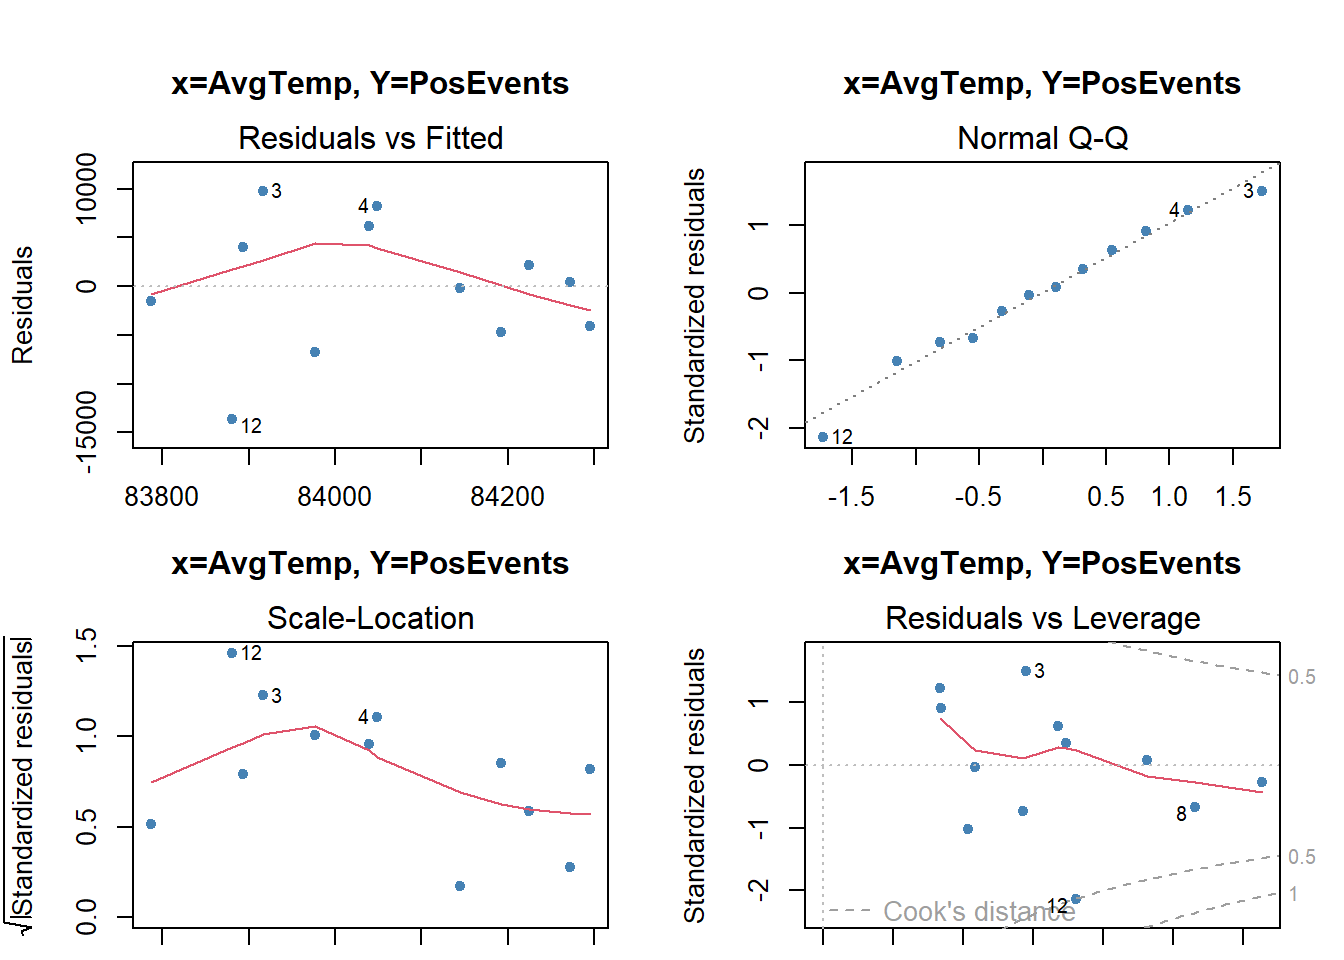 x=AvgTemp, Y=PosEvents
Residuals vs Fitted
Residuals
10000
0
-15000
3
4
12
83800
84000
84200
x=AvgTemp, Y=PosEvents
Normal Q-Q
Standardized residuals
1
0
-1
-2
3
4
12
-1.5
-0.5
0.5
1.0
1.5
x=AvgTemp, Y=PosEvents
Scale-Location
√|Standardized residuals|
1.5
1.0
0.5
0.0
12
3
4
x=AvgTemp, Y=PosEvents
Residuals vs Leverage
Standardized residuals
1
0
-1
-2
3
8
12
Cook's distance
0.5
0.5
1